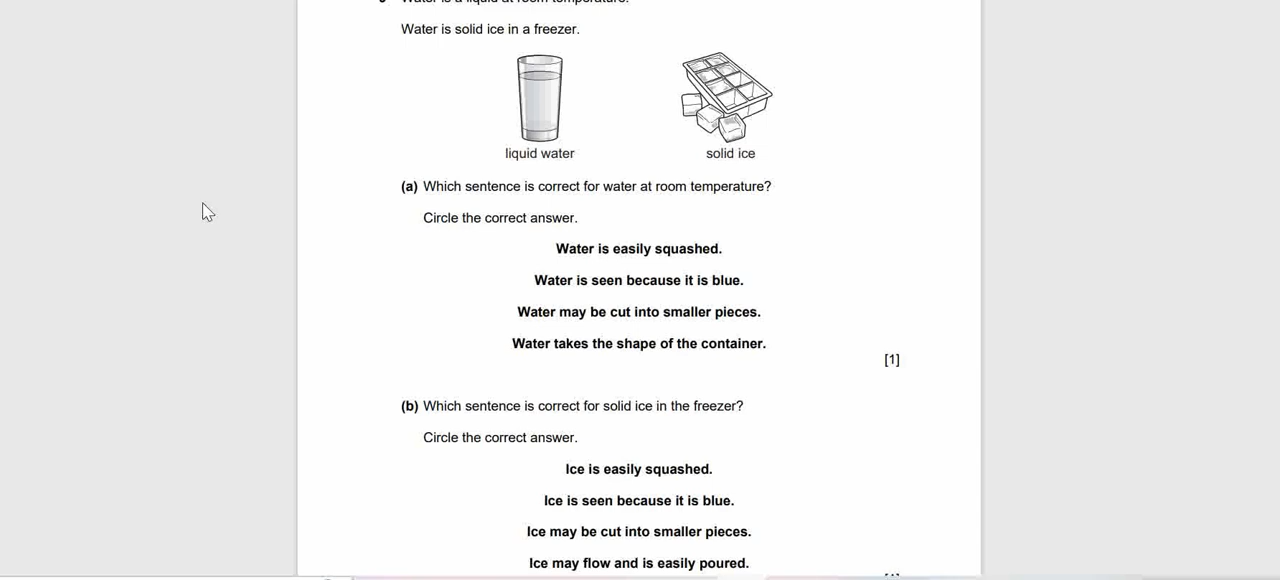 Water is a liquid at room temperature.
Water is solid ice in a freezer.
liquid water
solid ice
(a) Which sentence is correct for water at room temperature?
Circle the correct answer.
Water is easily squashed.
Water is seen because it is blue.
Water may be cut into smaller pieces.
Water takes the shape of the container.
[1]
(b) Which sentence is correct for solid ice in the freezer?
Circle the correct answer.
Ice is easily squashed.
Ice is seen because it is blue.
Ice may be cut into smaller pieces.
Ice may flow and is easily poured.